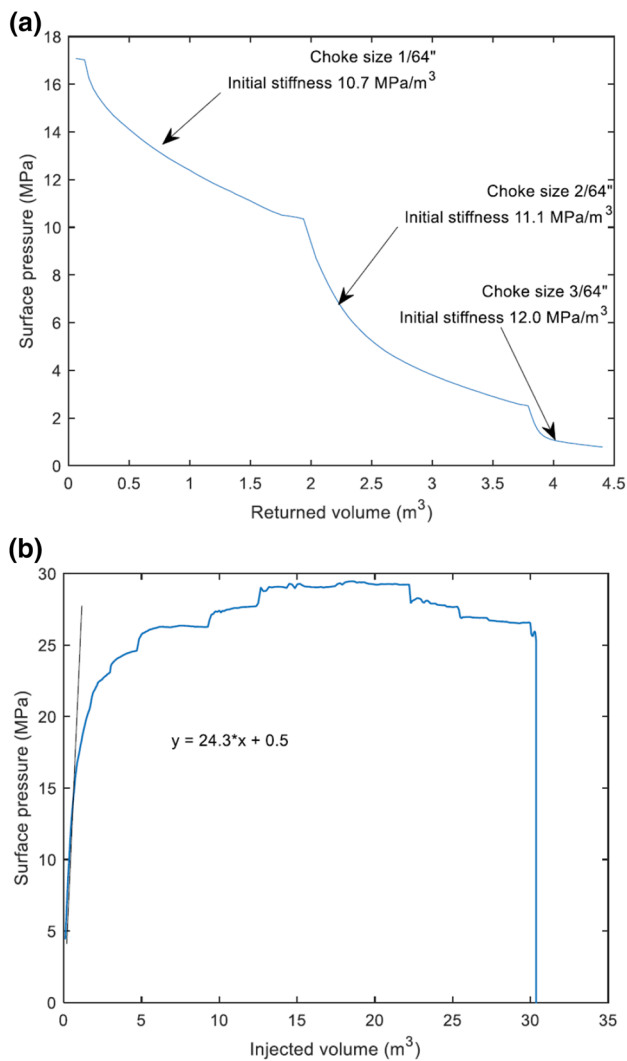 (a)
18
16
14
12
10
8
6
4
2
0
Surface pressure (MPa)
Choke size 1/64"
Initial stiffness 10.7 MPa/m³
Choke size 2/64"
Initial stiffness 11.1 MPa/m³
Choke size 3/64"
Initial stiffness 12.0 MPa/m³
0 0.5 1 1.5 2 2.5 3 3.5 4 4.5
Returned volume (m³)
(b)
30
25
20
15
10
5
0
Surface pressure (MPa)
y = 24.3*x + 0.5
0 5 10 15 20 25 30 35
Injected volume (m³)